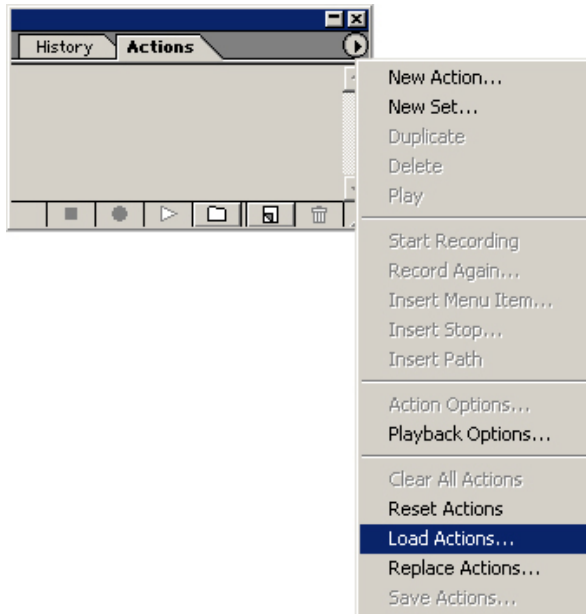 History Actions
New Action...
New Set...
Duplicate
Delete
Play
Start Recording
Record Again...
Insert Menu Item...
Insert Stop...
Insert Path
Action Options...
Playback Options...
Clear All Actions
Reset Actions
Load Actions...
Replace Actions...
Save Actions...